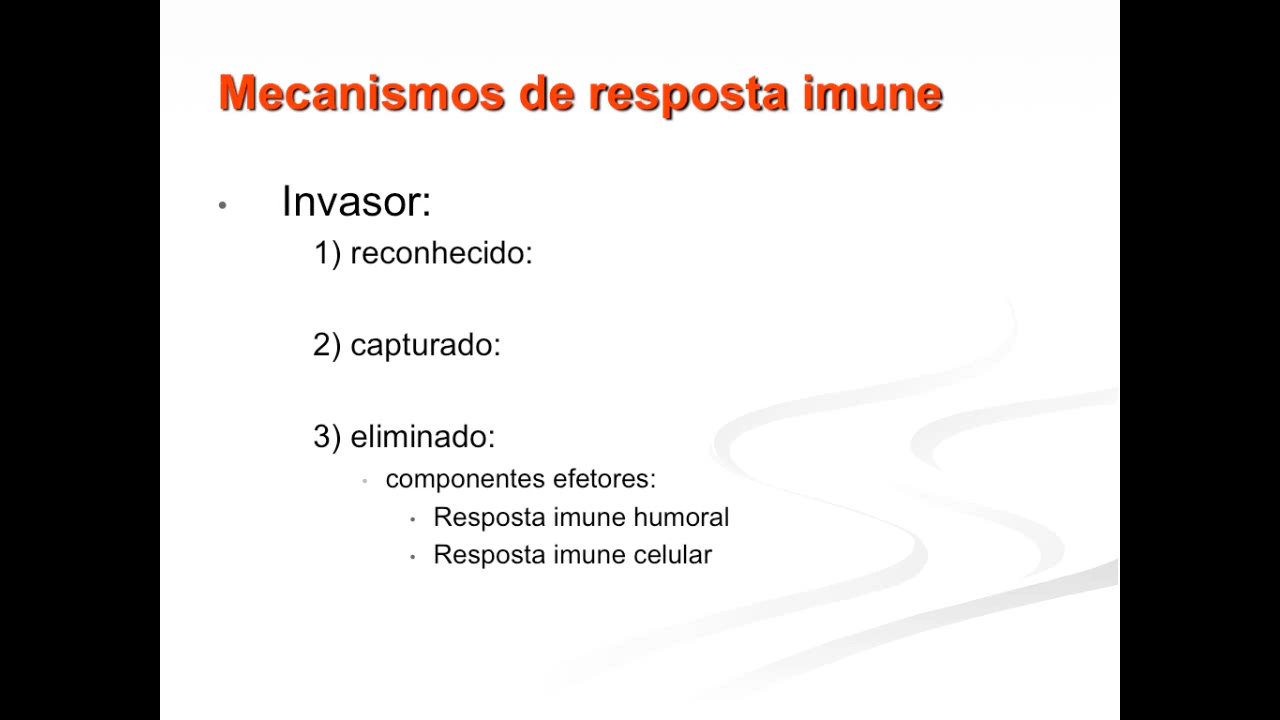 Mecanismos de resposta imune
• Invasor:
1) reconhecido:
2) capturado:
3) eliminado:
• componentes efetores:
• Resposta imune humoral
• Resposta imune celular